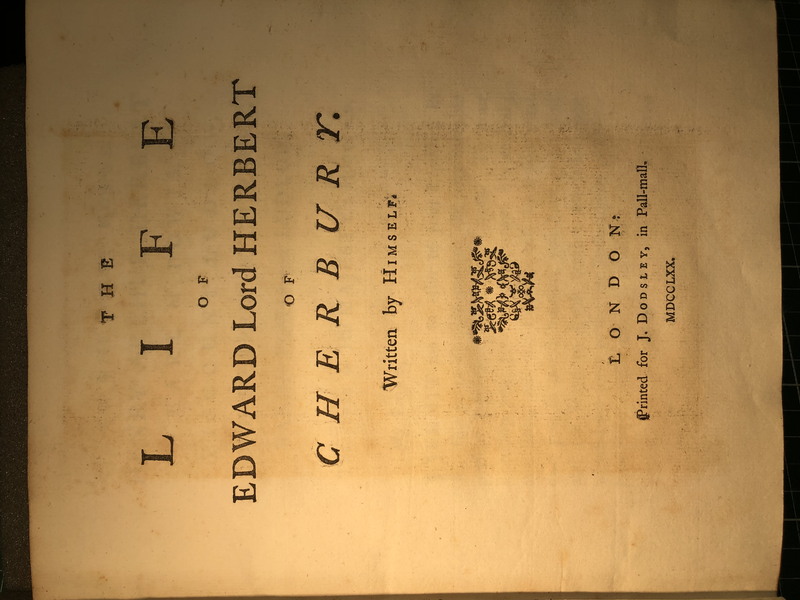 THE
LIFE
OF
EDWARD Lord HERBERT
OF
CHERBURY.
Written by HIMSELF.
LONDON:
Printed for J. DODSLEY, in Pall-mall,
MDCCLXX.